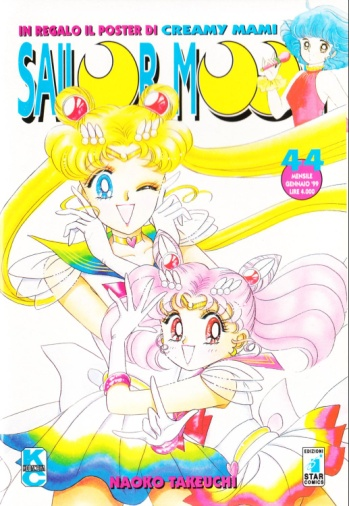 IN REGALO IL POSTER DI CREAMY MAMI
SAILOR MOON
44
MENSILE
GENNAIO '99
LIRE 4.000
K
C
NAOKO TAKEUCHI
EDIZIONI
STAR
COMICS